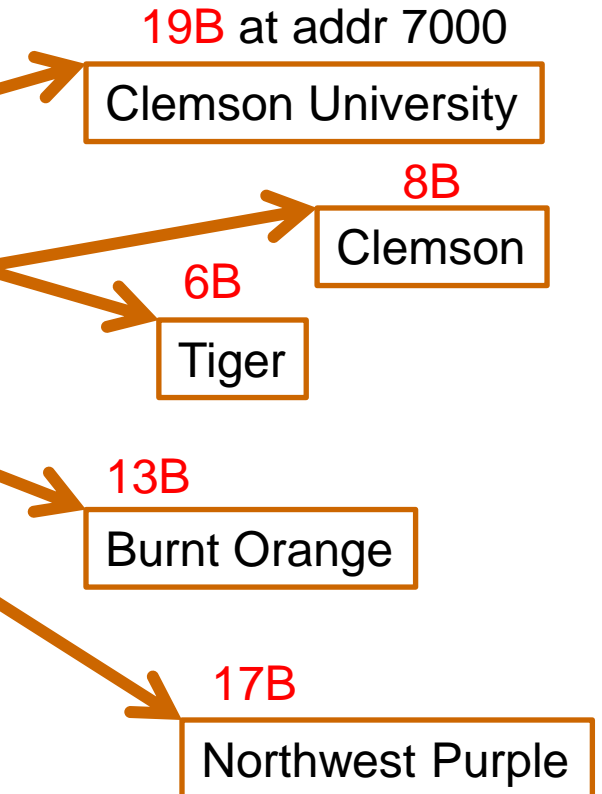 19B at addr 7000
Clemson University
8B
Clemson
6B
Tiger
13B
Burnt Orange
17B
Northwest Purple